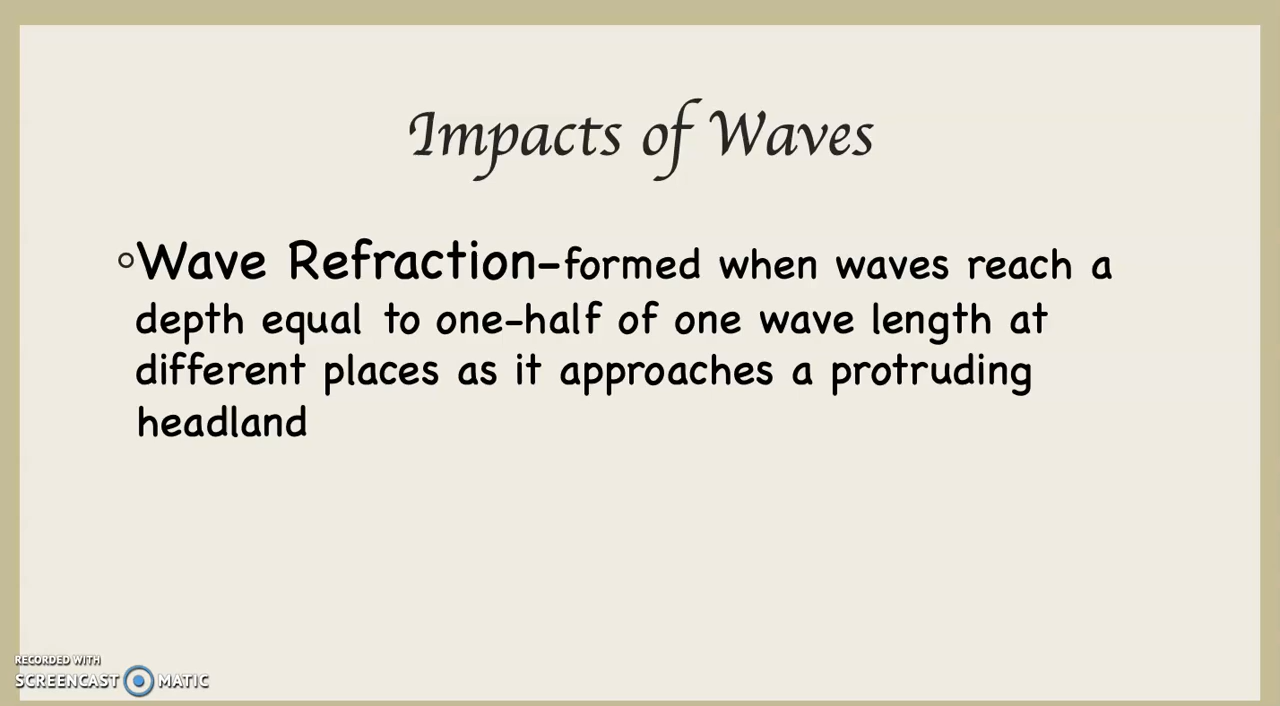 Impacts of Waves
Wave Refraction-formed when waves reach a
depth equal to one-half of one wave length at
different places as it approaches a protruding
headland
RECORDED WITH
SCREENCAST MATIC